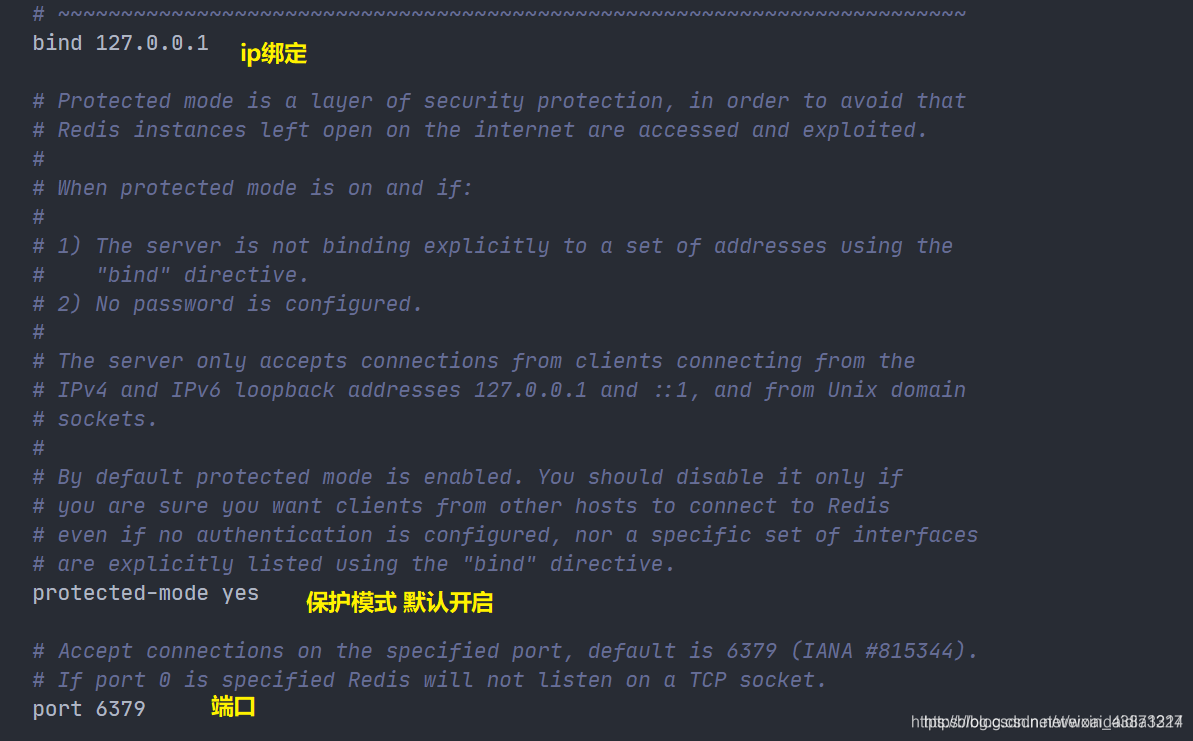 # ~~~~~~~~~~~~~~~~~~~~~~~~~~~~~~~~~~~~~~~~~~~~~~~~~~~~~~~~~~~~~~~~~~~~~~~~
bind 127.0.0.1 ip绑定
# Protected mode is a layer of security protection, in order to avoid that
# Redis instances left open on the internet are accessed and exploited.
#
# When protected mode is on and if:
#
# 1) The server is not binding explicitly to a set of addresses using the
#    "bind" directive.
# 2) No password is configured.
#
# The server only accepts connections from clients connecting from the
# IPv4 and IPv6 loopback addresses 127.0.0.1 and ::1, and from Unix domain
# sockets.
#
# By default protected mode is enabled. You should disable it only if
# you are sure you want clients from other hosts to connect to Redis
# even if no authentication is configured, nor a specific set of interfaces
# are explicitly listed using the "bind" directive.
protected-mode yes 保护模式 默认开启
# Accept connections on the specified port, default is 6379 (IANA #815344).
# If port 0 is specified Redis will not listen on a TCP socket.
port 6379 端口